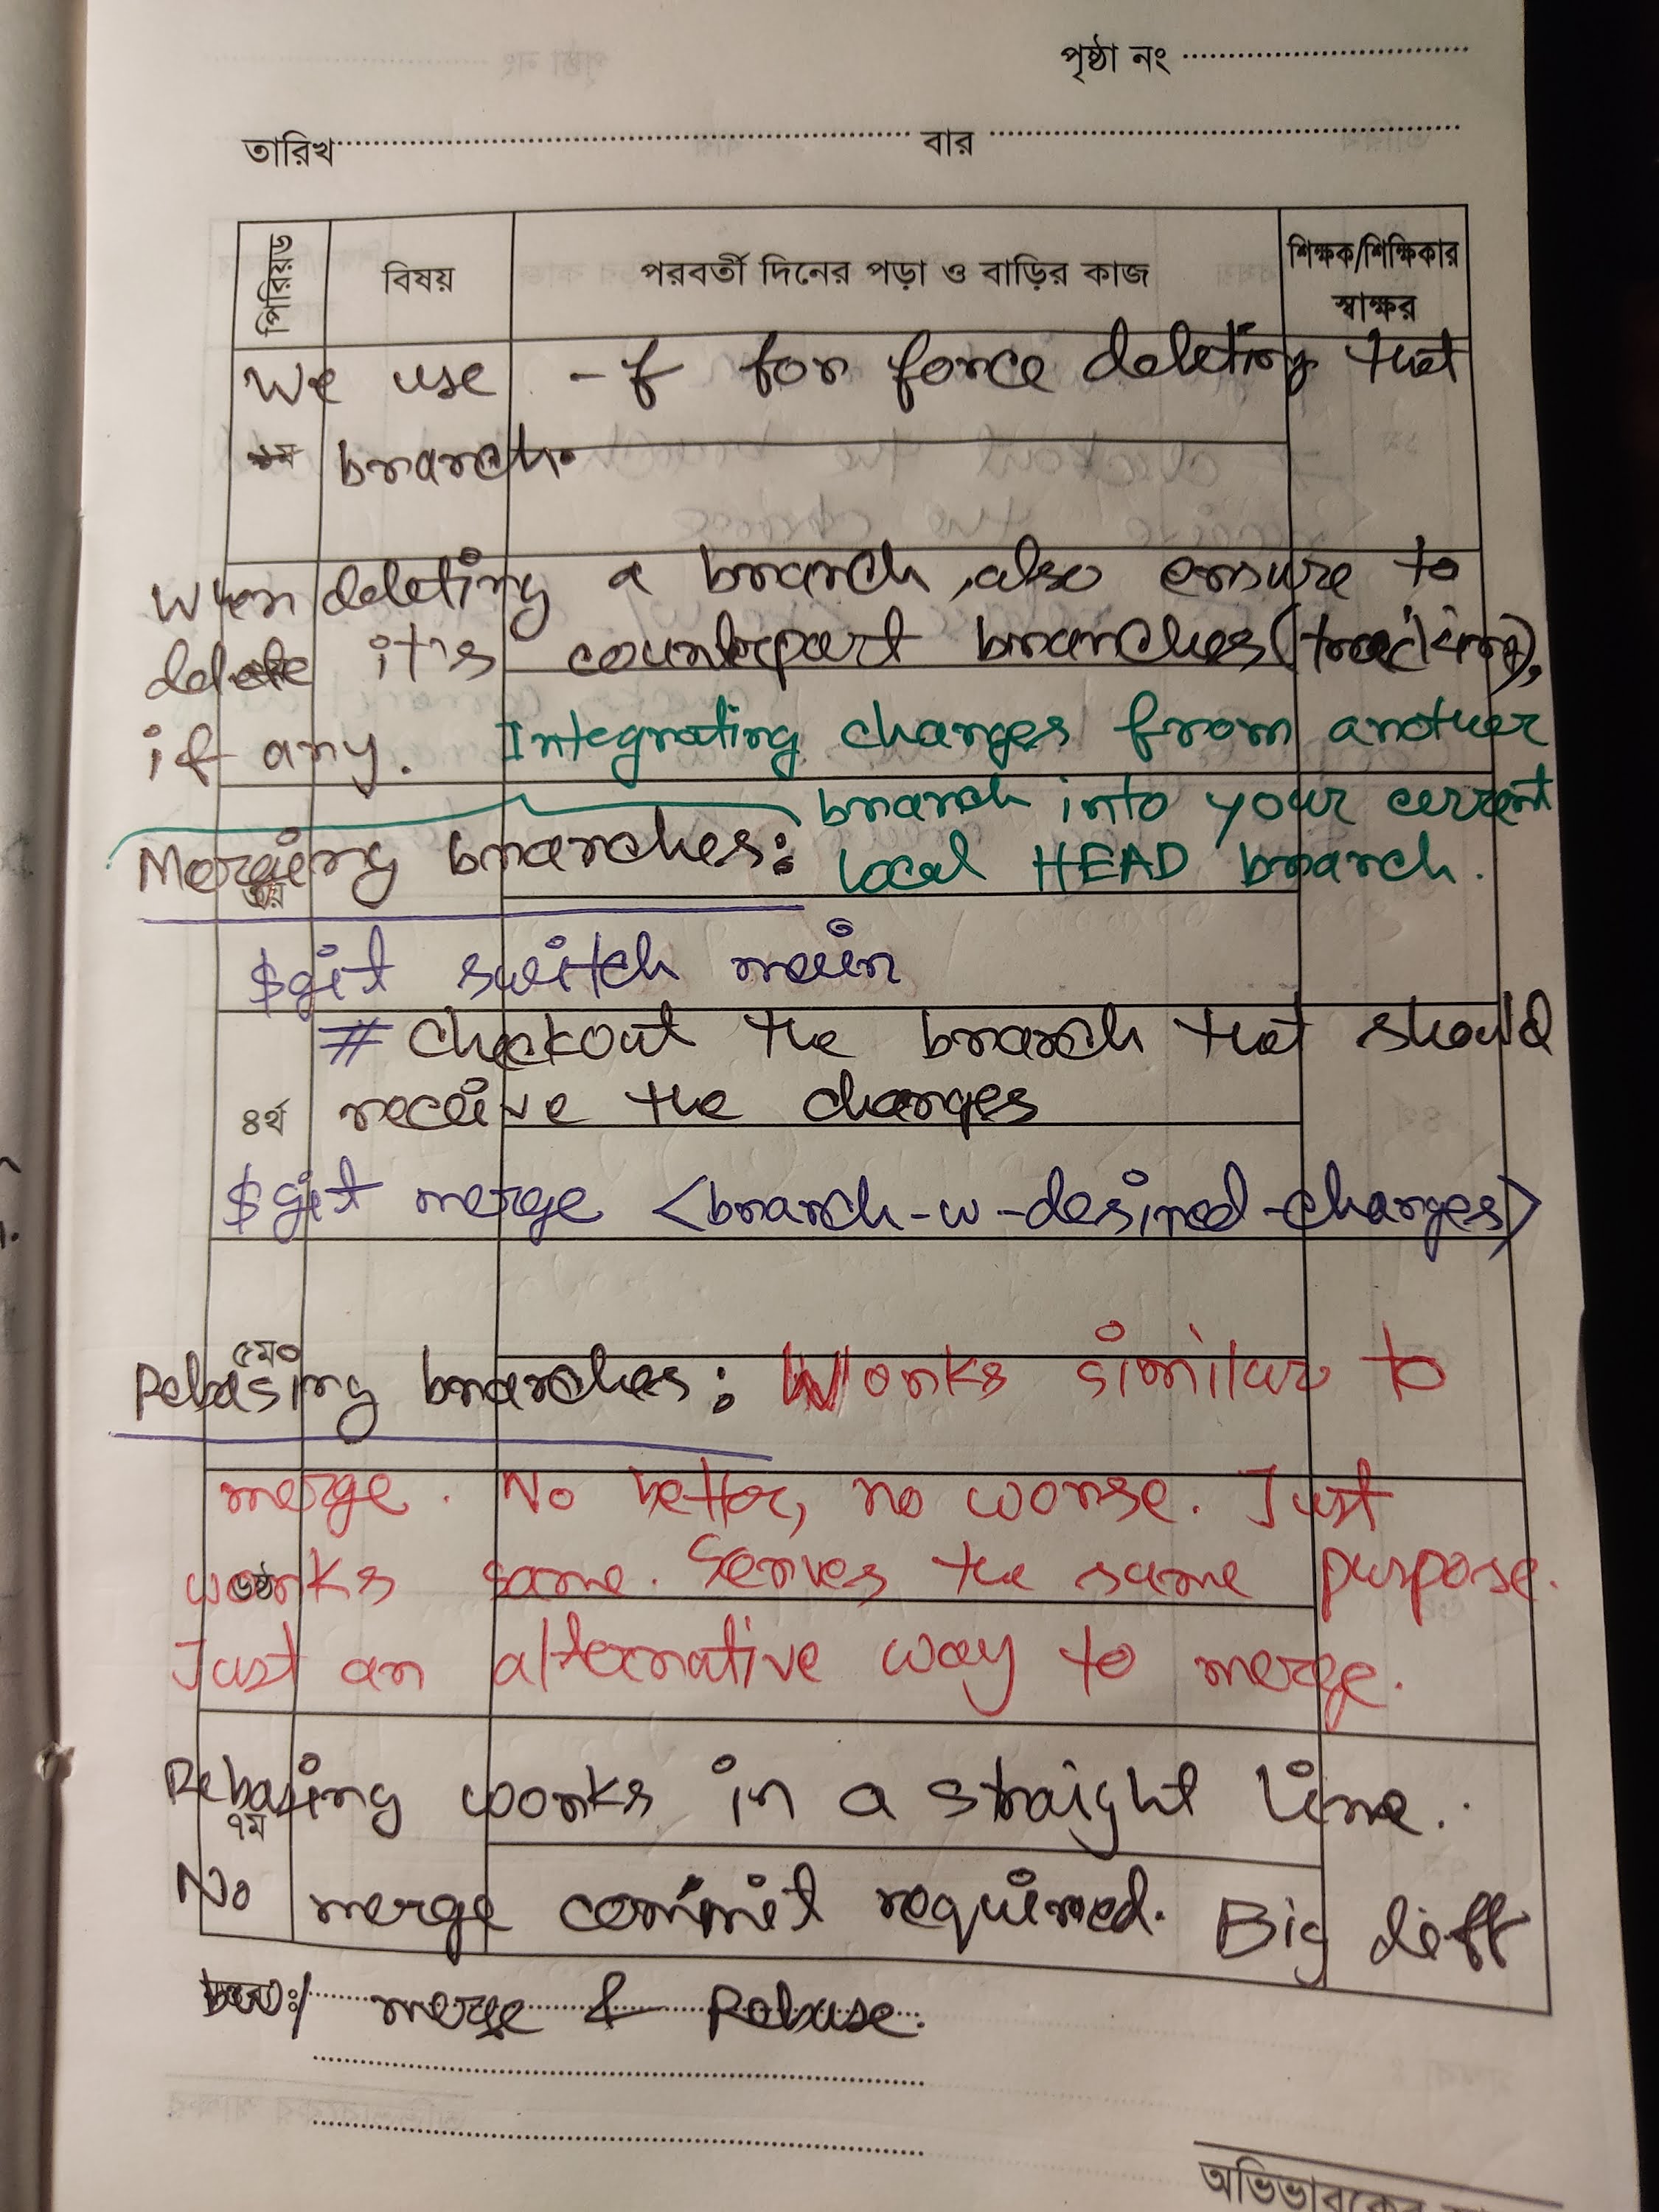 পৃষ্ঠা নং
তারিখ বার
পিরিয়ড বিষয় পরবর্তী দিনের পড়া ও বাড়ির কাজ শিক্ষক/শিক্ষিকার স্বাক্ষর
We use -f for force deleting that
branch.
When deleting a branch, also ensure to
delete it's counterpart branches (tracking),
if any.
Integrating changes from another
branch into your current
Merging branches:
local HEAD branch.
$git switch main
# Checkout the branch that should
৪র্থ receive the changes
$git merge <branch-w-desired-changes>
৫ম
Rebasing branches: Works similar to
merge. No better, no worse. Just
৬ষ্ঠ
works same. Serves the same purpose.
Just an alternative way to merge.
Rebasing works in a straight line.
৭ম
No merge commit required. Big diff
merge & Rebase.
অভিভাবকের